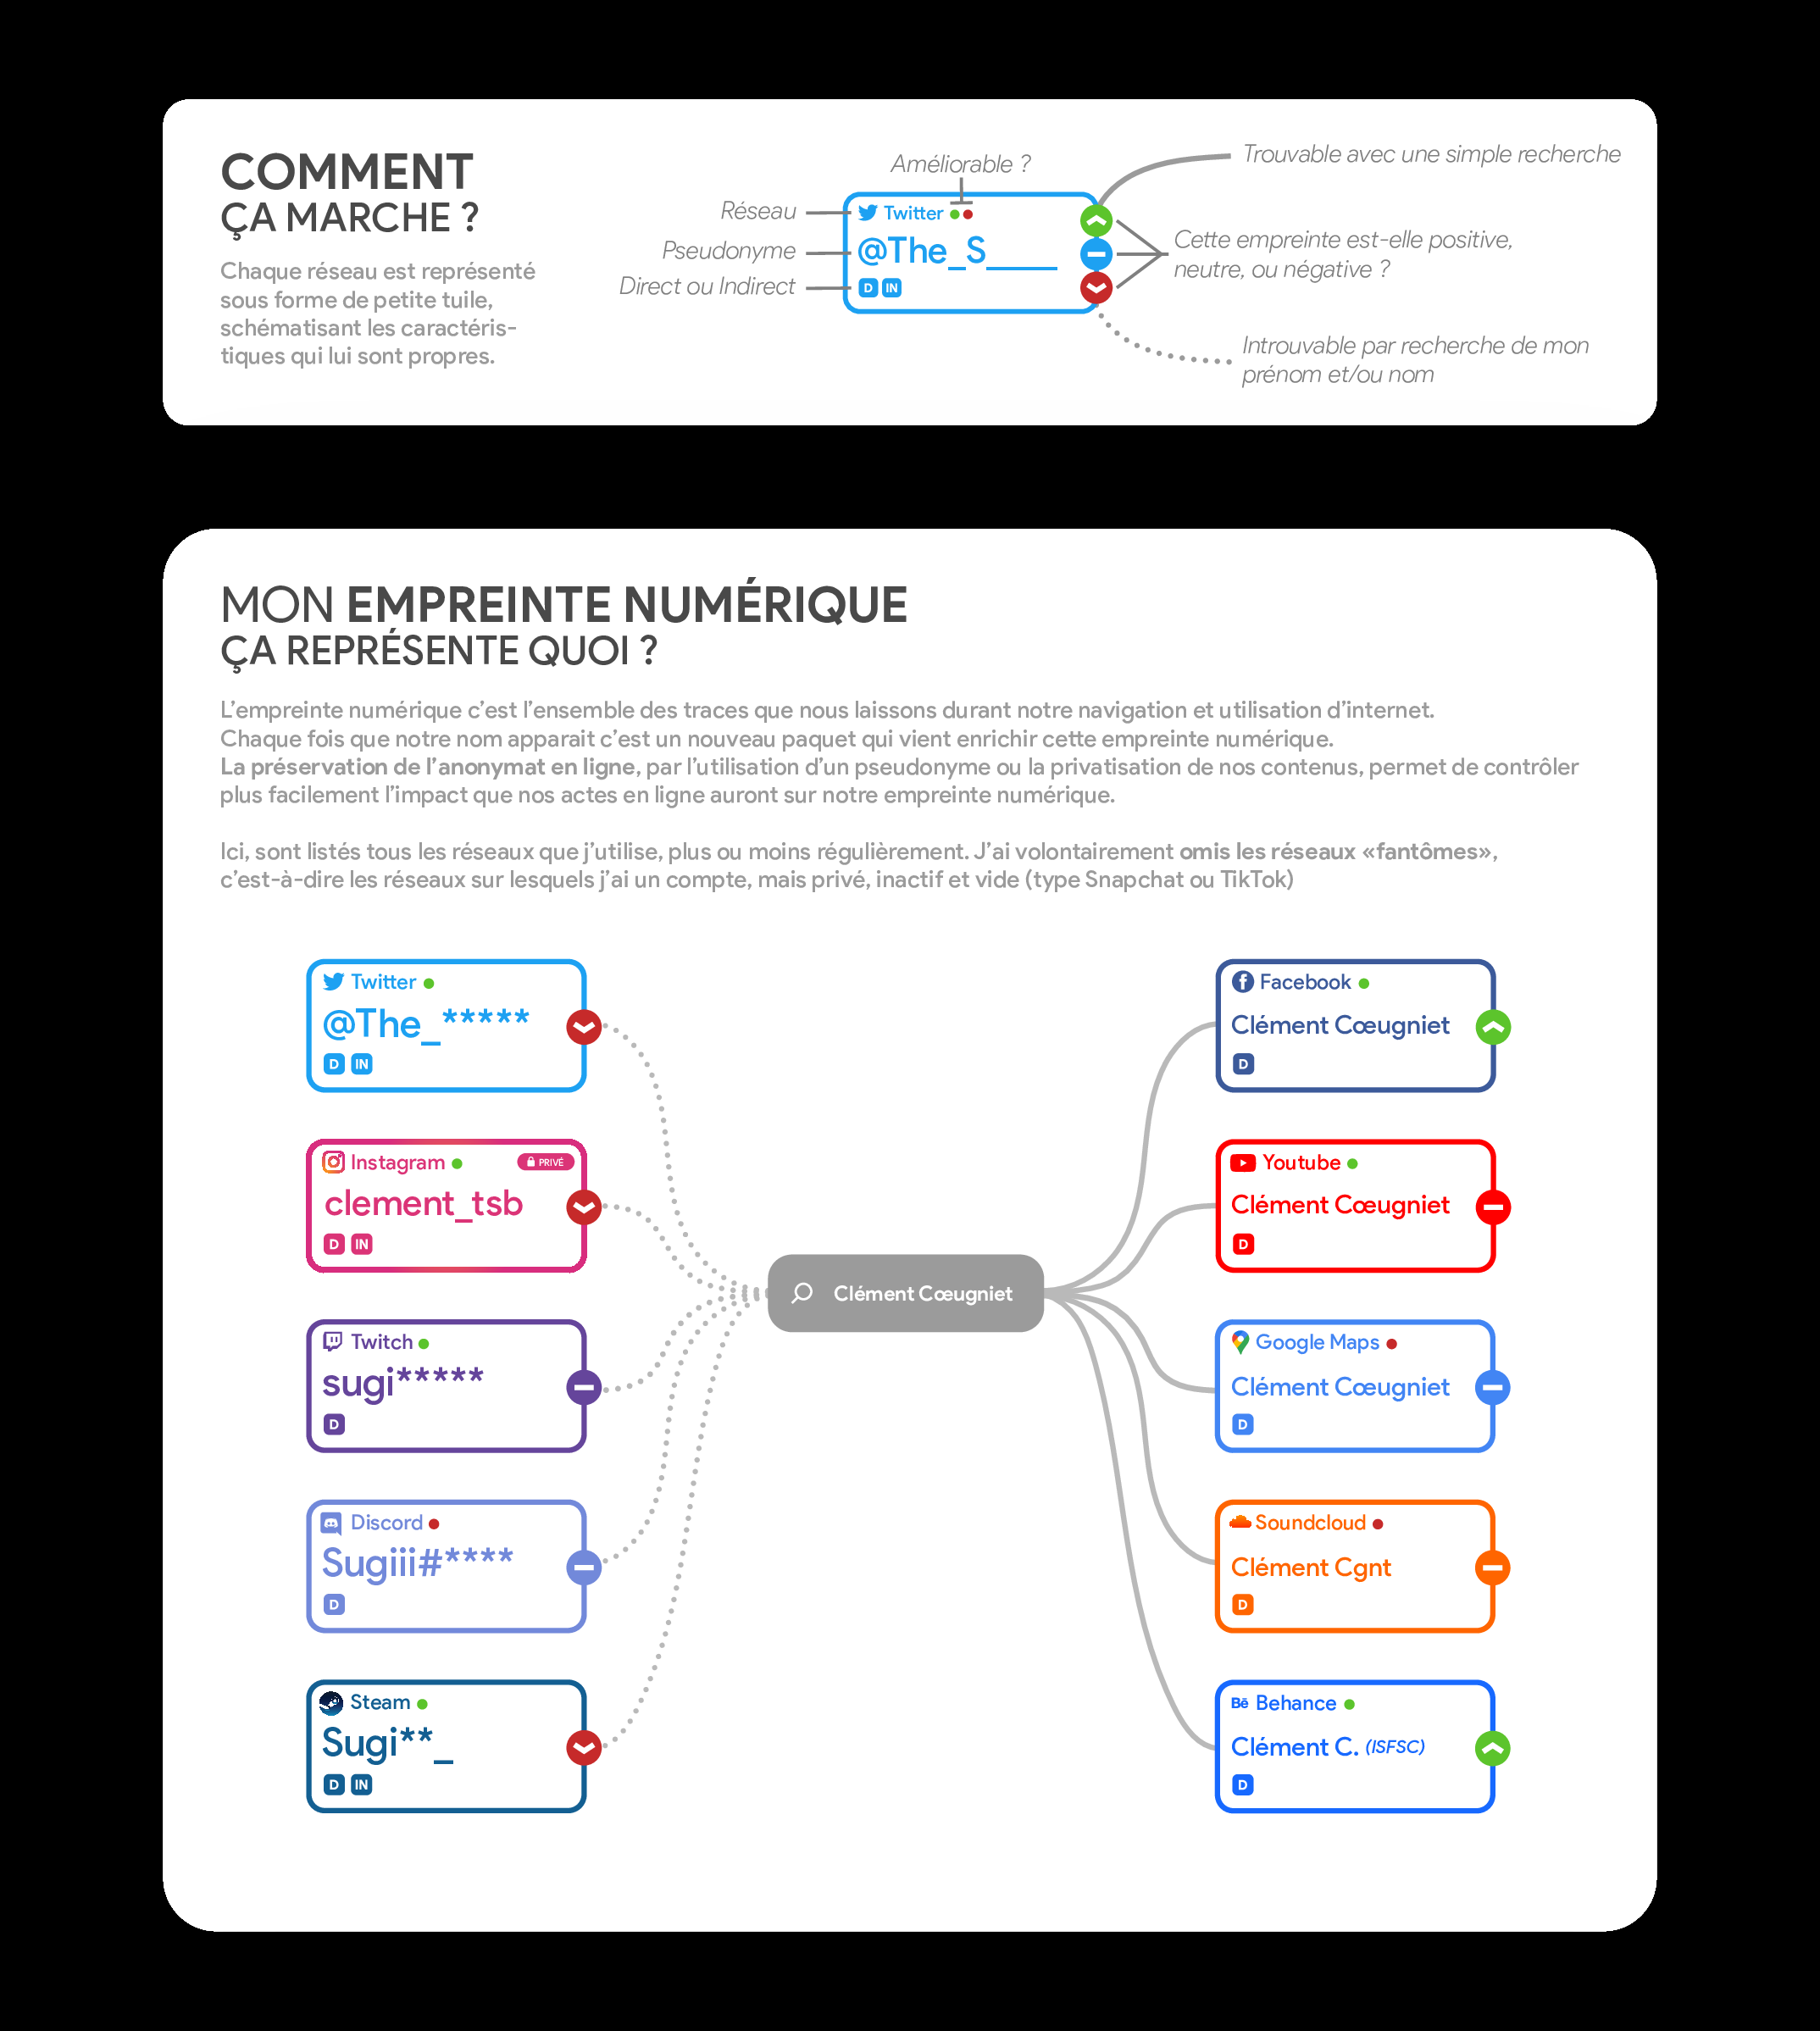 COMMENT
ÇA MARCHE ?
Chaque réseau est représenté
sous forme de petite tuile,
schématisant les caractéris-
tiques qui lui sont propres.
Améliorable ?
Réseau
Pseudonyme
Direct ou Indirect
Twitter
@The_S____
D IN
Trouvable avec une simple recherche
Cette empreinte est-elle positive,
neutre, ou négative ?
Introuvable par recherche de mon
prénom et/ou nom
MON EMPREINTE NUMÉRIQUE
ÇA REPRÉSENTE QUOI ?
L’empreinte numérique c’est l’ensemble des traces que nous laissons durant notre navigation et utilisation d’internet.
Chaque fois que notre nom apparait c’est un nouveau paquet qui vient enrichir cette empreinte numérique.
La préservation de l’anonymat en ligne, par l’utilisation d’un pseudonyme ou la privatisation de nos contenus, permet de contrôler
plus facilement l’impact que nos actes en ligne auront sur notre empreinte numérique.
Ici, sont listés tous les réseaux que j’utilise, plus ou moins régulièrement. J’ai volontairement omis les réseaux «fantômes»,
c’est-à-dire les réseaux sur lesquels j’ai un compte, mais privé, inactif et vide (type Snapchat ou TikTok)
Twitter
@The_*****
D IN
Instagram PRIVÉ
clement_tsb
D IN
Twitch
sugi*****
D
Discord
Sugiii#****
D
Steam
Sugi**_
D IN
Clément Cœugniet
Facebook
Clément Cœugniet
D
Youtube
Clément Cœugniet
D
Google Maps
Clément Cœugniet
D
Soundcloud
Clément Cgnt
D
Bē Behance
Clément C. (ISFSC)
D